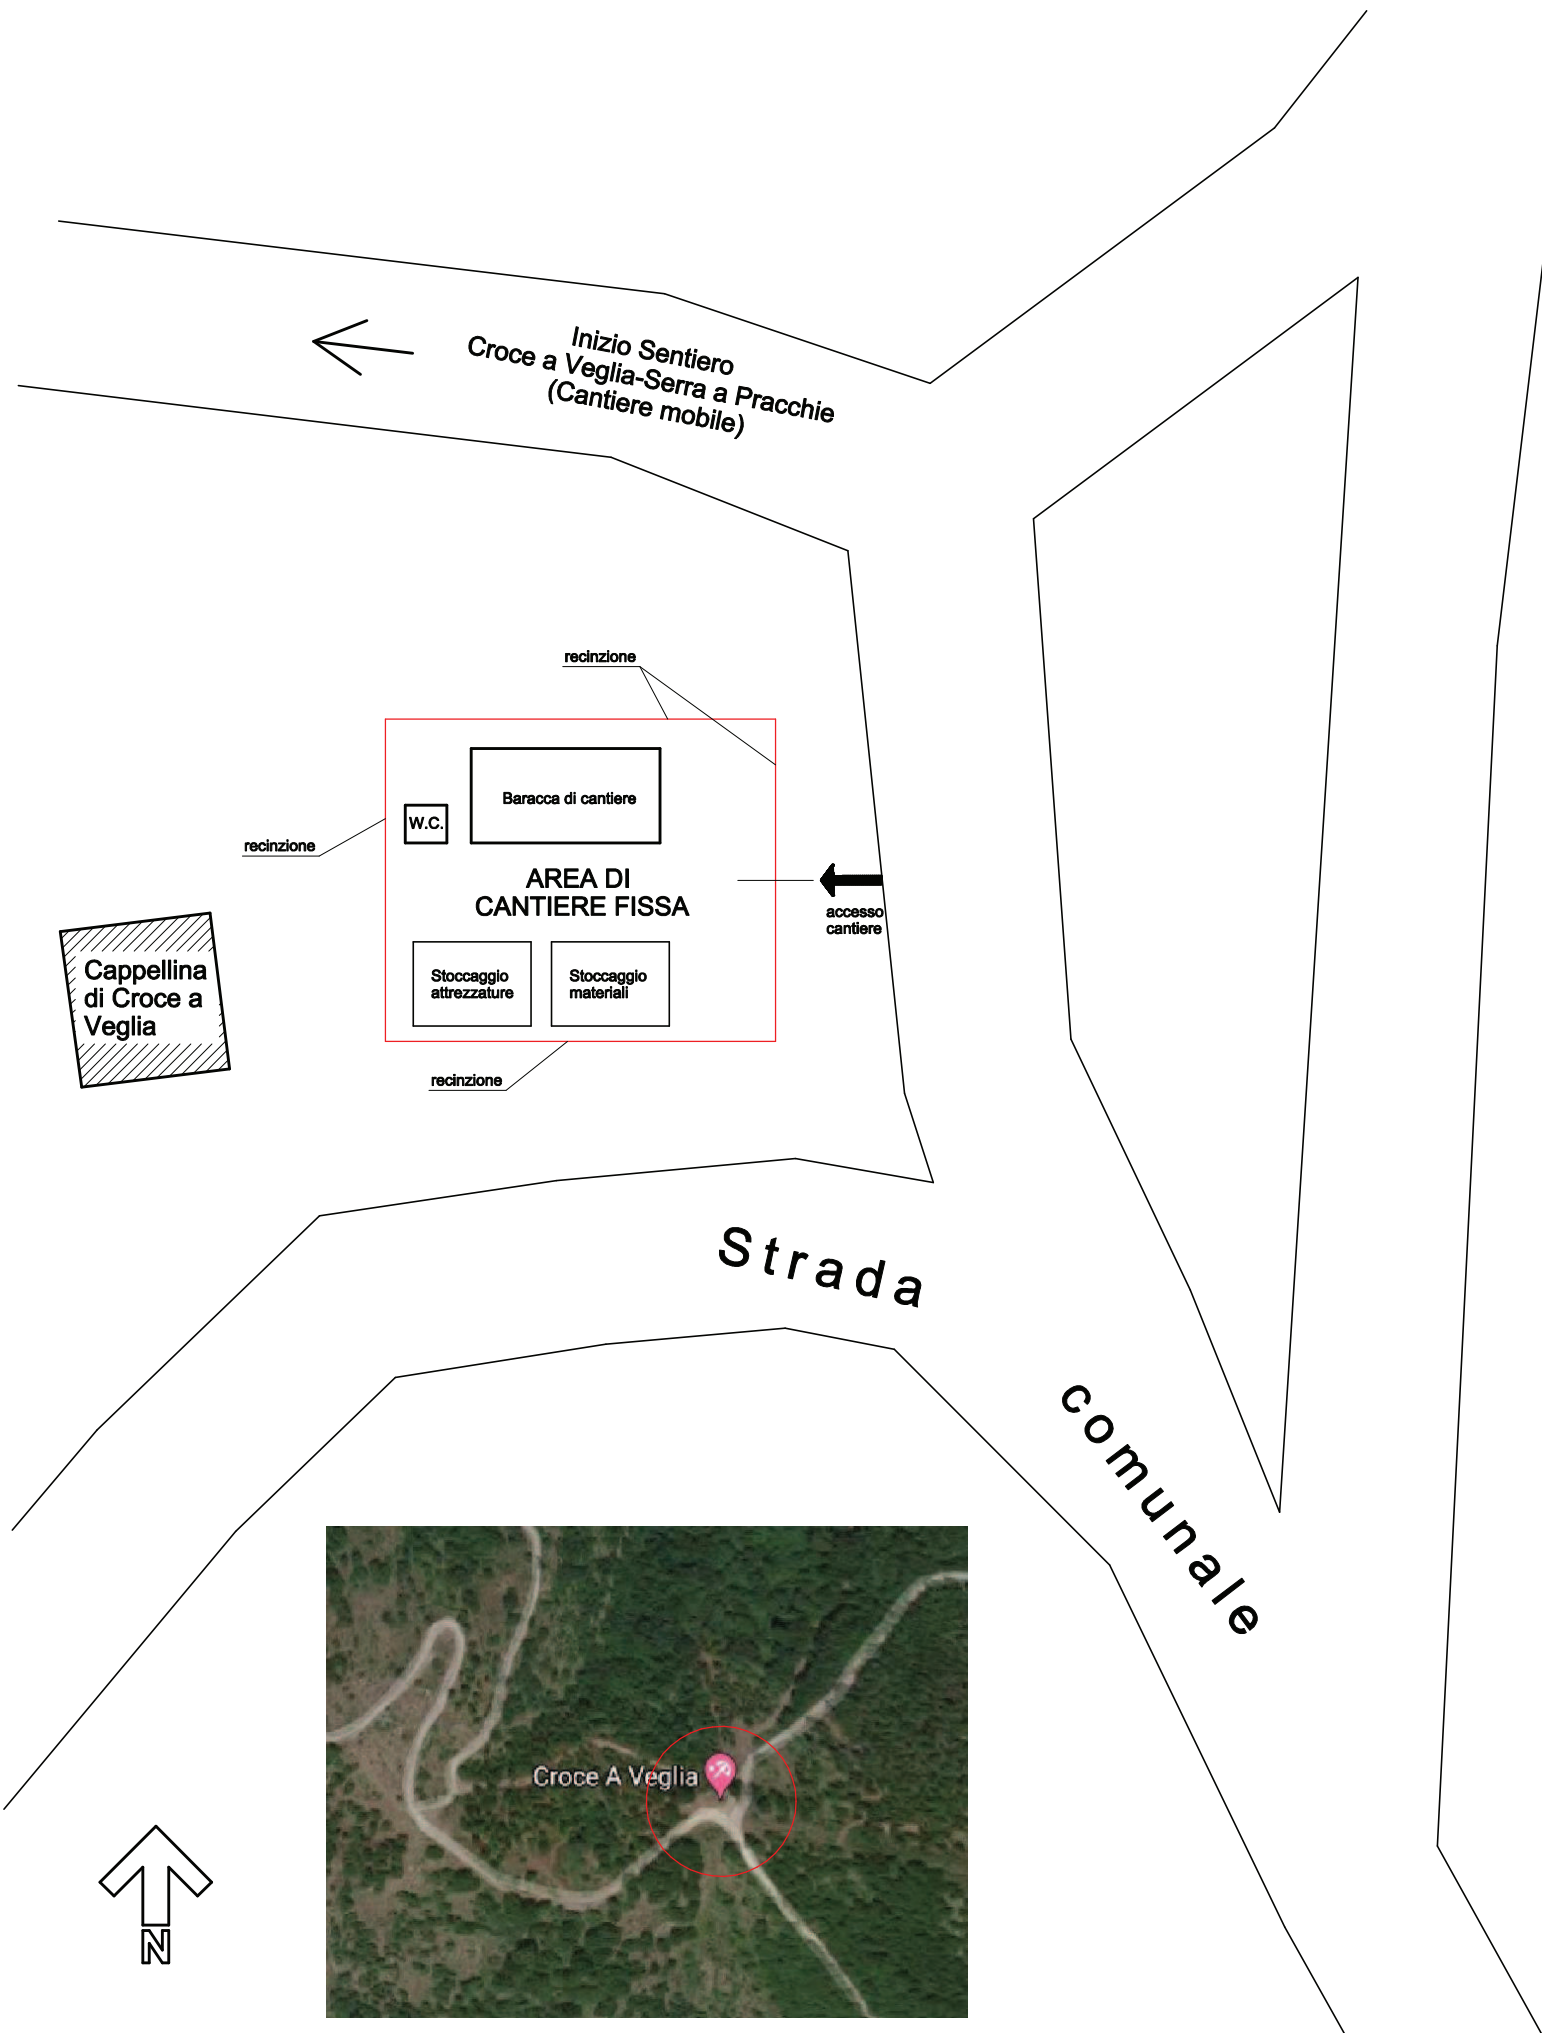 Inizio Sentiero
Croce a Veglia-Serra a Pracchie
(Cantiere mobile)
recinzione
Baracca di cantiere
W.C.
recinzione
AREA DI
CANTIERE FISSA
accesso
cantiere
Stoccaggio
attrezzature
Stoccaggio
materiali
Cappellina
di Croce a
Veglia
recinzione
Strada
comunale
Croce A Veglia
N